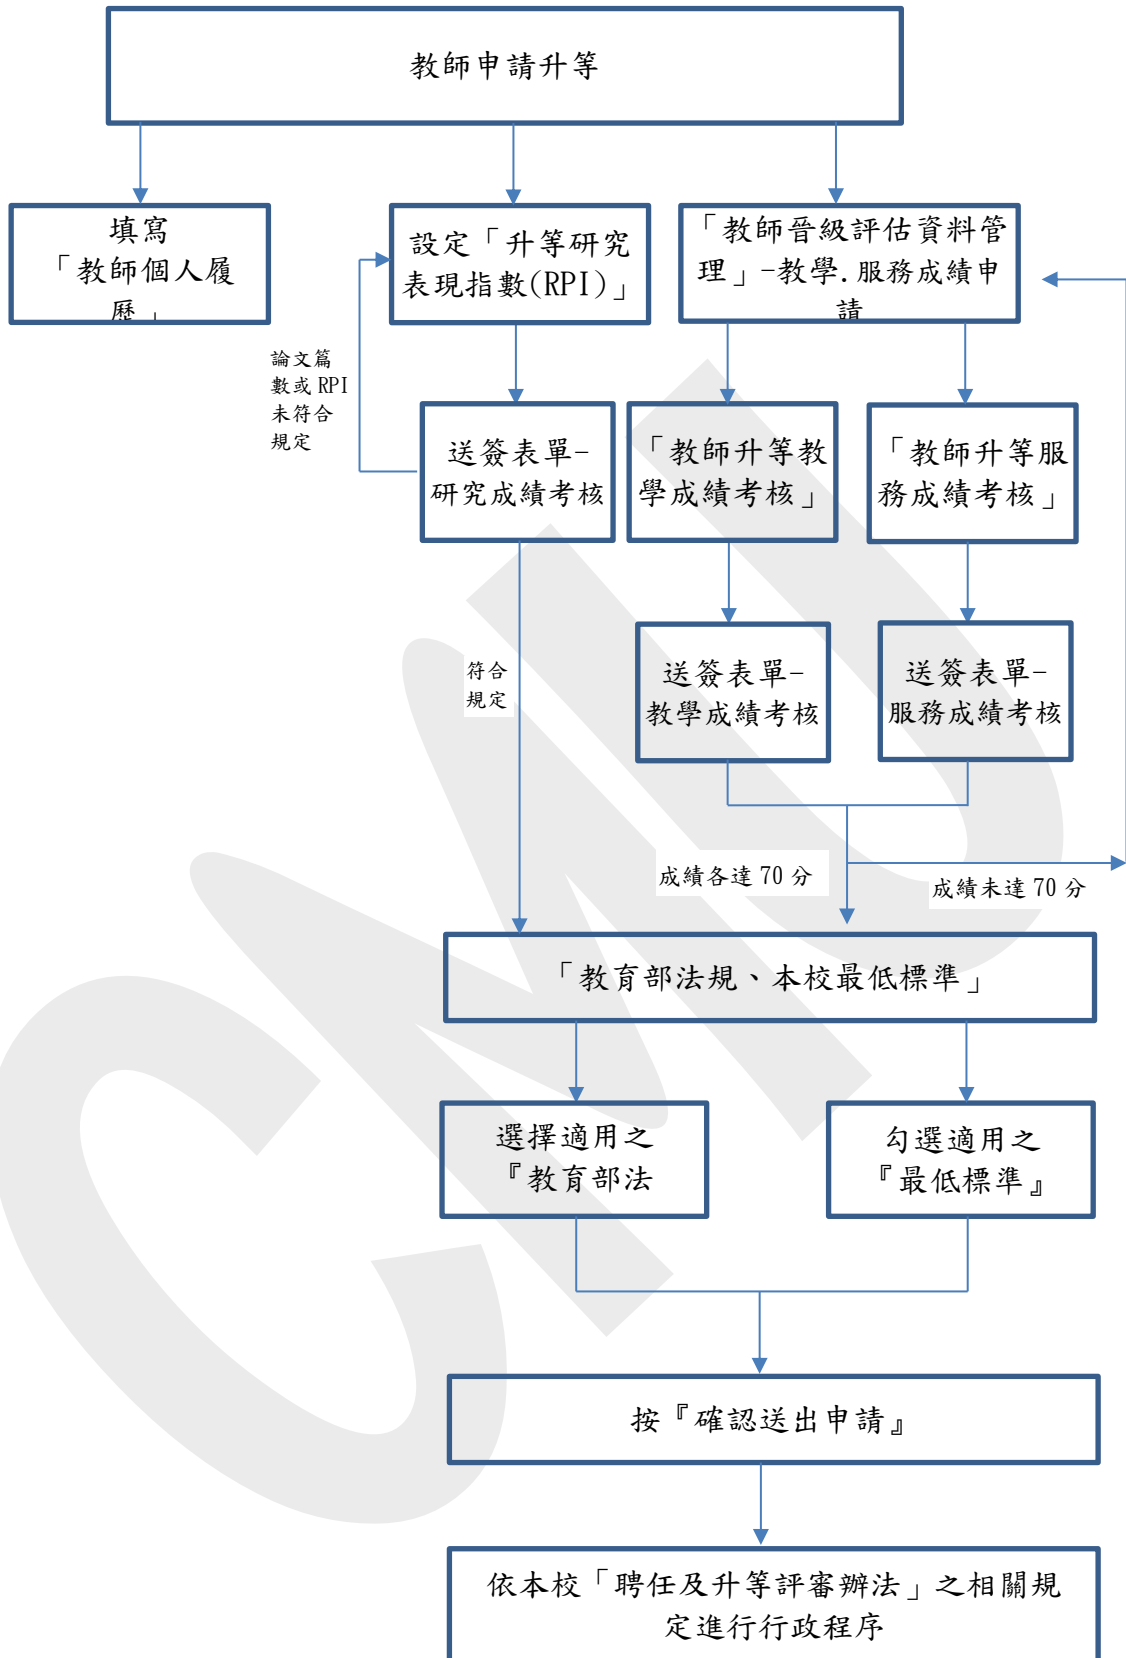 教師申請升等
填寫
「教師個人履
歷」
設定「升等研究
表現指數(RPI)」
「教師晉級評估資料管
理」-教學.服務成績申
請
論文篇
數或 RPI
未符合
規定
送簽表單-
研究成績考核
「教師升等教
學成績考核」
「教師升等服
務成績考核」
符合
規定
送簽表單-
教學成績考核
送簽表單-
服務成績考核
成績各達 70 分
成績未達 70 分
「教育部法規、本校最低標準」
選擇適用之
『教育部法
勾選適用之
『最低標準』
按『確認送出申請』
依本校「聘任及升等評審辦法」之相關規
定進行行政程序
CMU